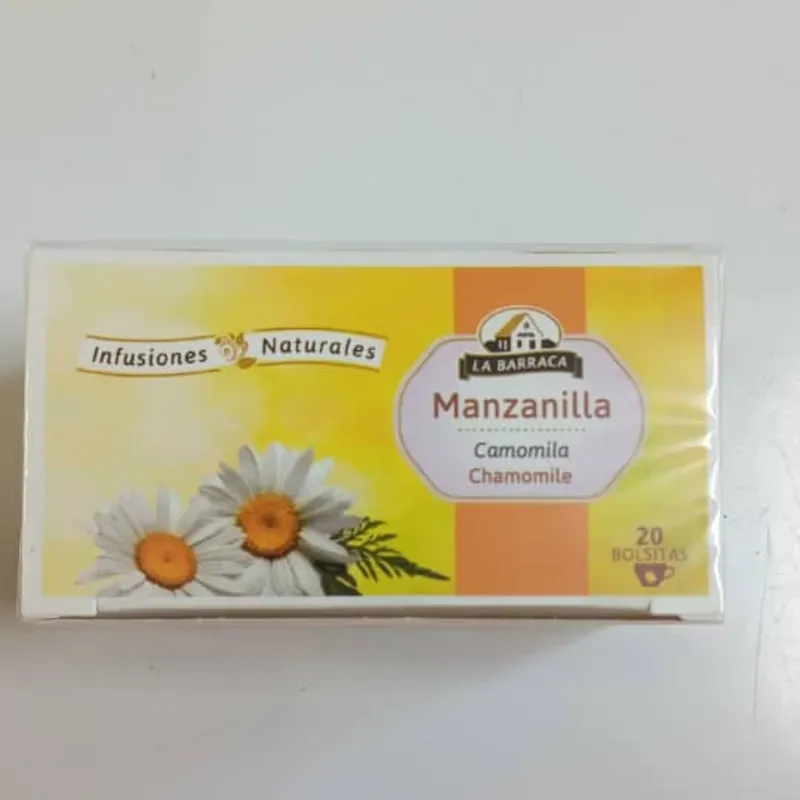 Infusiones Naturales
LA BARRACA
Manzanilla
Camomila
Chamomile
20
BOLSITAS